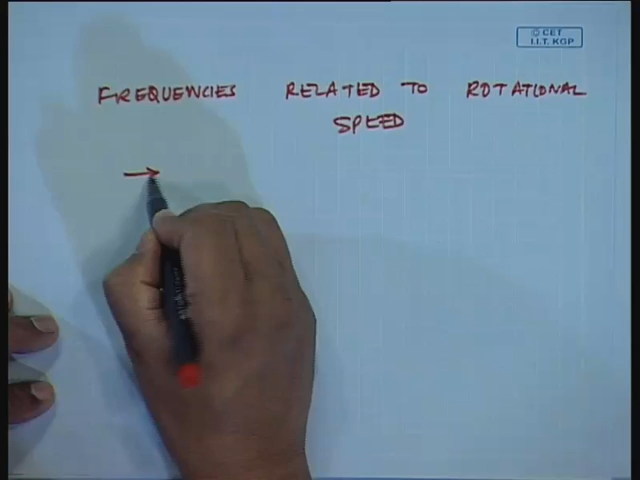 © CET
I.I.T. KGP
FREQUENCIES RELATED TO ROTATIONAL
SPEED